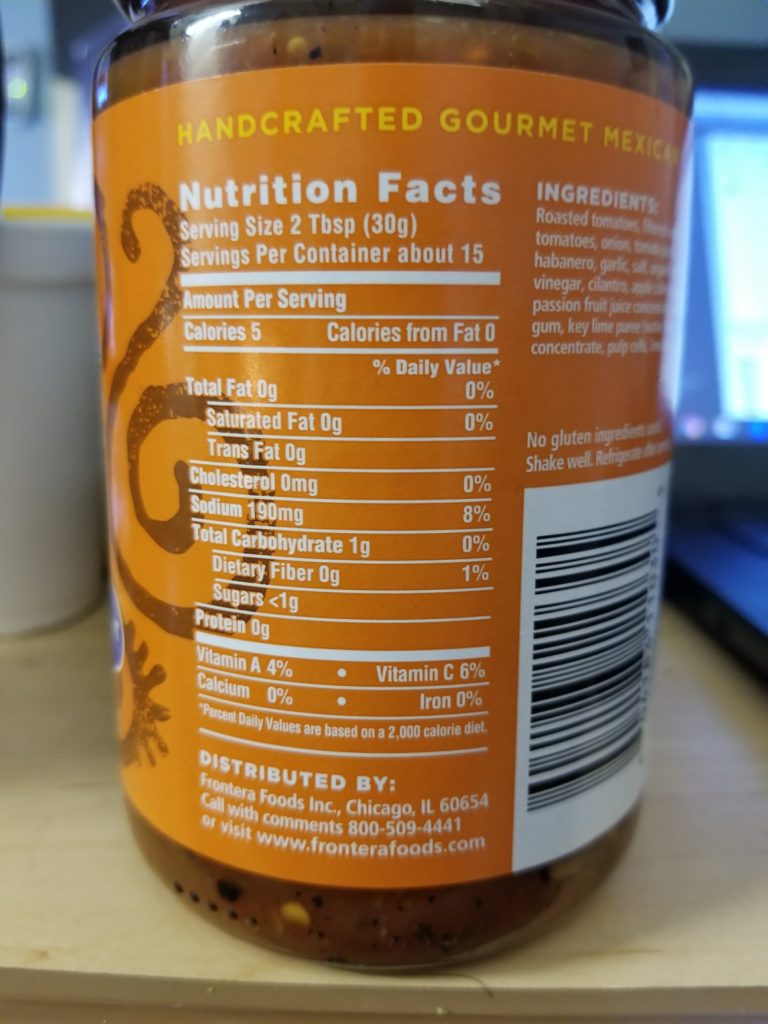 HANDCRAFTED GOURMET MEXICAN
Nutrition Facts
Serving Size 2 Tbsp (30g)
Servings Per Container about 15
Amount Per Serving
Calories 5 Calories from Fat 0
% Daily Value*
Total Fat 0g 0%
Saturated Fat 0g 0%
Trans Fat 0g
Cholesterol 0mg 0%
Sodium 190mg 8%
Total Carbohydrate 1g 0%
Dietary Fiber 0g 1%
Sugars <1g
Protein 0g
Vitamin A 4% • Vitamin C 6%
Calcium 0% • Iron 0%
*Percent Daily Values are based on a 2,000 calorie diet.
DISTRIBUTED BY:
Frontera Foods Inc., Chicago, IL 60654
Call with comments 800-509-4441
or visit www.fronterafoods.com
INGREDIENTS:
Roasted tomatoes,
tomatoes, onion, tomato
habanero, garlic, salt,
vinegar, cilantro, apple
passion fruit juice
gum, key lime puree
concentrate, pulp cells,
No gluten ingredients
Shake well. Refrigerate after